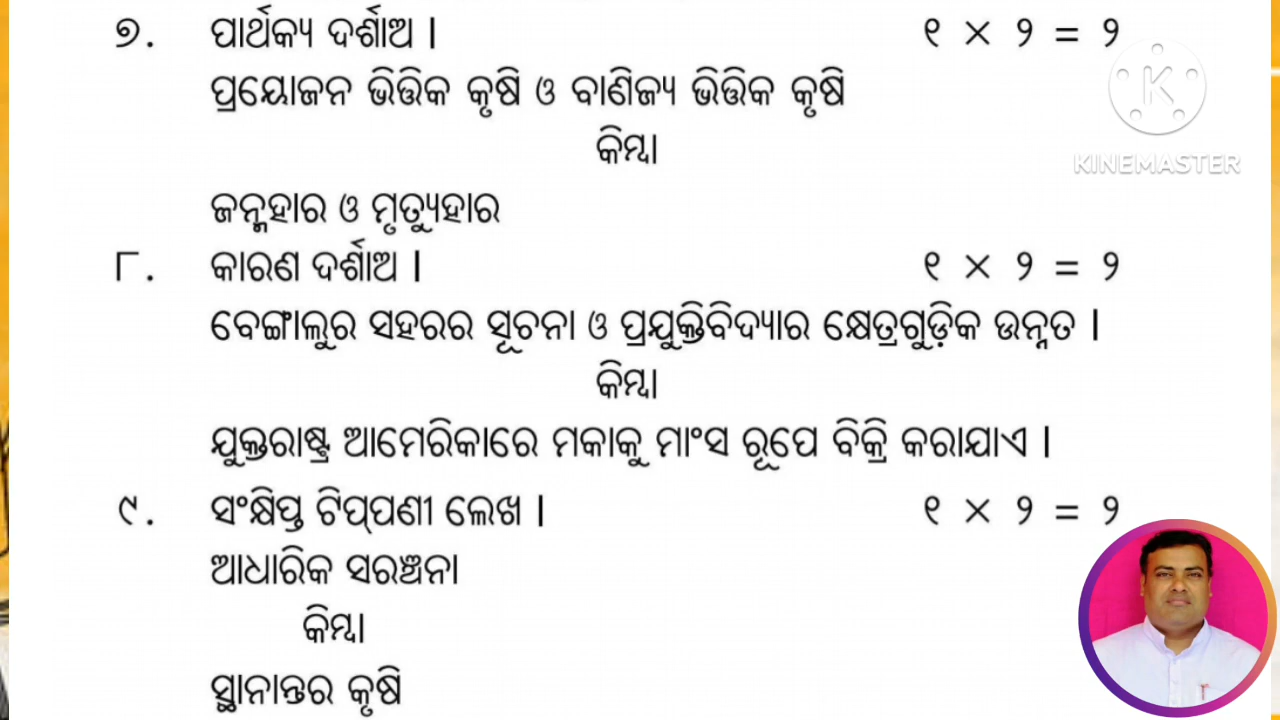 ୭. ପାର୍ଥକ୍ୟ ଦର୍ଶାଅ । ୧ × ୨ = ୨
ପ୍ରୟୋଜନ ଭିତ୍ତିକ କୃଷି ଓ ବାଣିଜ୍ୟ ଭିତ୍ତିକ କୃଷି
କିମ୍ବା
ଜନ୍ମହାର ଓ ମୃତ୍ୟୁହାର
୮. କାରଣ ଦର୍ଶାଅ । ୧ × ୨ = ୨
ବେଙ୍ଗାଲୁର ସହରର ସୂଚନା ଓ ପ୍ରଯୁକ୍ତିବିଦ୍ୟାର କ୍ଷେତ୍ରଗୁଡ଼ିକ ଉନ୍ନତ ।
କିମ୍ବା
ଯୁକ୍ତରାଷ୍ଟ୍ର ଆମେରିକାରେ ମକାକୁ ମାଂସ ରୂପେ ବିକ୍ରି କରାଯାଏ ।
୯. ସଂକ୍ଷିପ୍ତ ଟିପ୍‌ପଣୀ ଲେଖ । ୧ × ୨ = ୨
ଆଧାରିକ ସରଞ୍ଚନା
କିମ୍ବା
ସ୍ଥାନାନ୍ତର କୃଷି
K
KINEMASTER